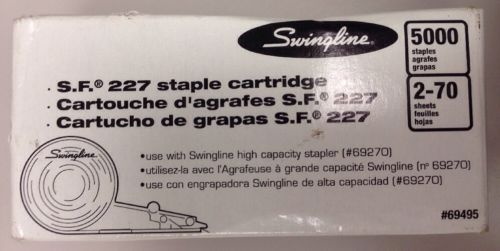 Swingline®
5000
staples
agrafes
grapas
2-70
sheets
feuilles
hojas
· S.F.® 227 staple cartridge
· Cartouche d'agrafes S.F.® 227
· Cartucho de grapas S.F.® 227
Swingline
•use with Swingline high capacity stapler (#69270)
•utilisez-la avec l'Agrafeuse à grande capacité Swingline (nº 69270)
•use con engrapadora Swingline de alta capacidad (#69270)
#69495